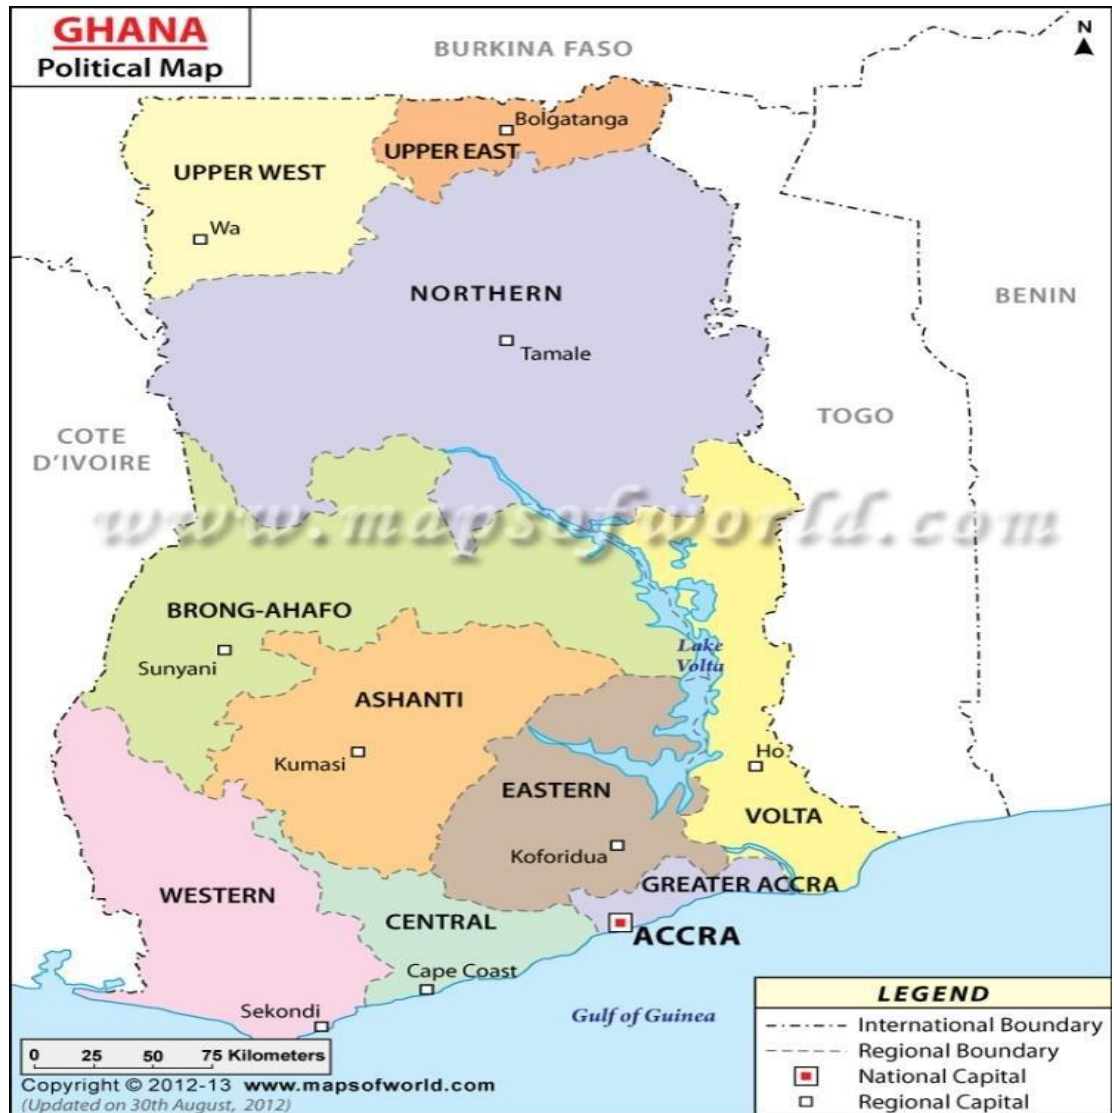 GHANA
Political Map
BURKINA FASO
N
Bolgatanga
UPPER EAST
UPPER WEST
Wa
NORTHERN
BENIN
Tamale
TOGO
COTE
D'IVOIRE
www.mapsofworld.com
BRONG-AHAFO
Sunyani
Lake
Volta
ASHANTI
Kumasi
Ho
EASTERN
VOLTA
Koforidua
GREATER ACCRA
WESTERN
CENTRAL
ACCRA
Cape Coast
Sekondi
Gulf of Guinea
LEGEND
International Boundary
Regional Boundary
National Capital
Regional Capital
0 25 50 75 Kilometers
Copyright © 2012-13 www.mapsofworld.com
(Updated on 30th August, 2012)